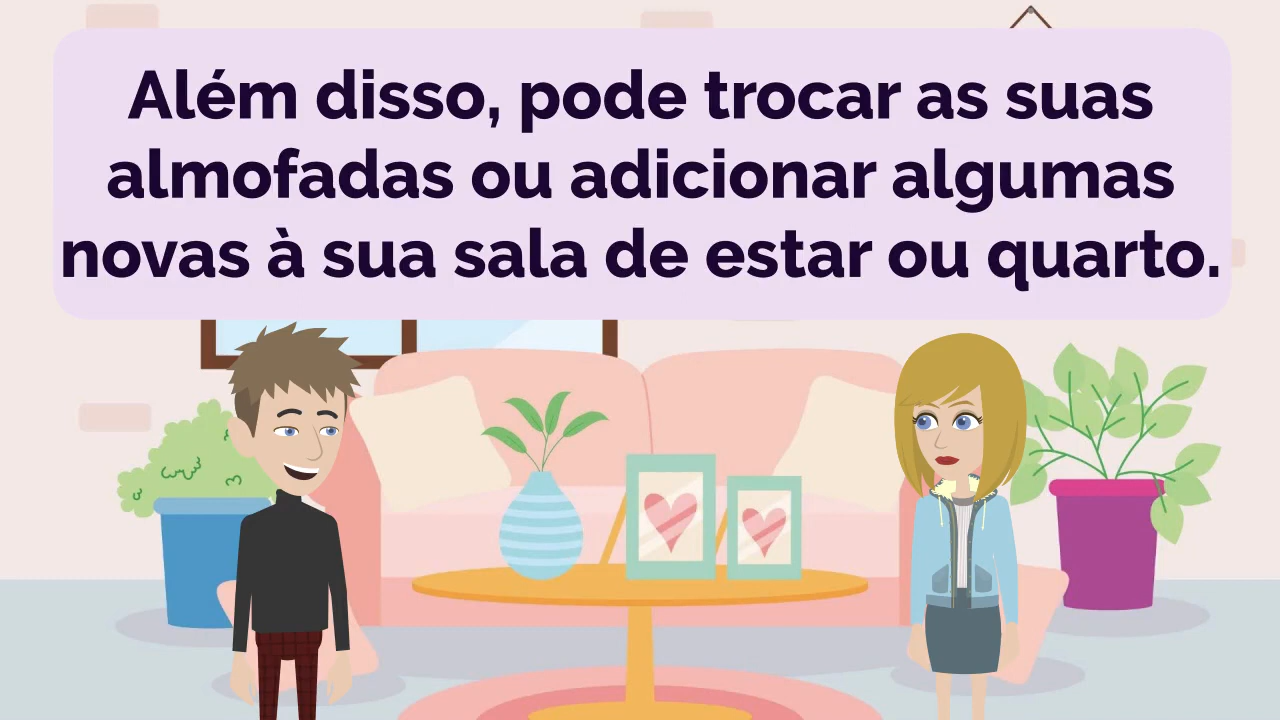 Além disso, pode trocar as suas
almofadas ou adicionar algumas
novas à sua sala de estar ou quarto.